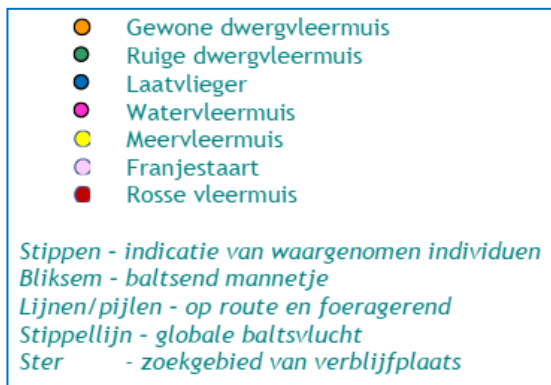 Gewone dwergvleermuis
Ruige dwergvleermuis
Laatvlieger
Watervleermuis
Meervleermuis
Franjestaart
Rosse vleermuis
Stippen - indicatie van waargenomen individuen
Bliksem - baltsend mannetje
Lijnen/pijlen - op route en foeragerend
Stippellijn - globale baltsvlucht
Ster - zoekgebied van verblijfplaats